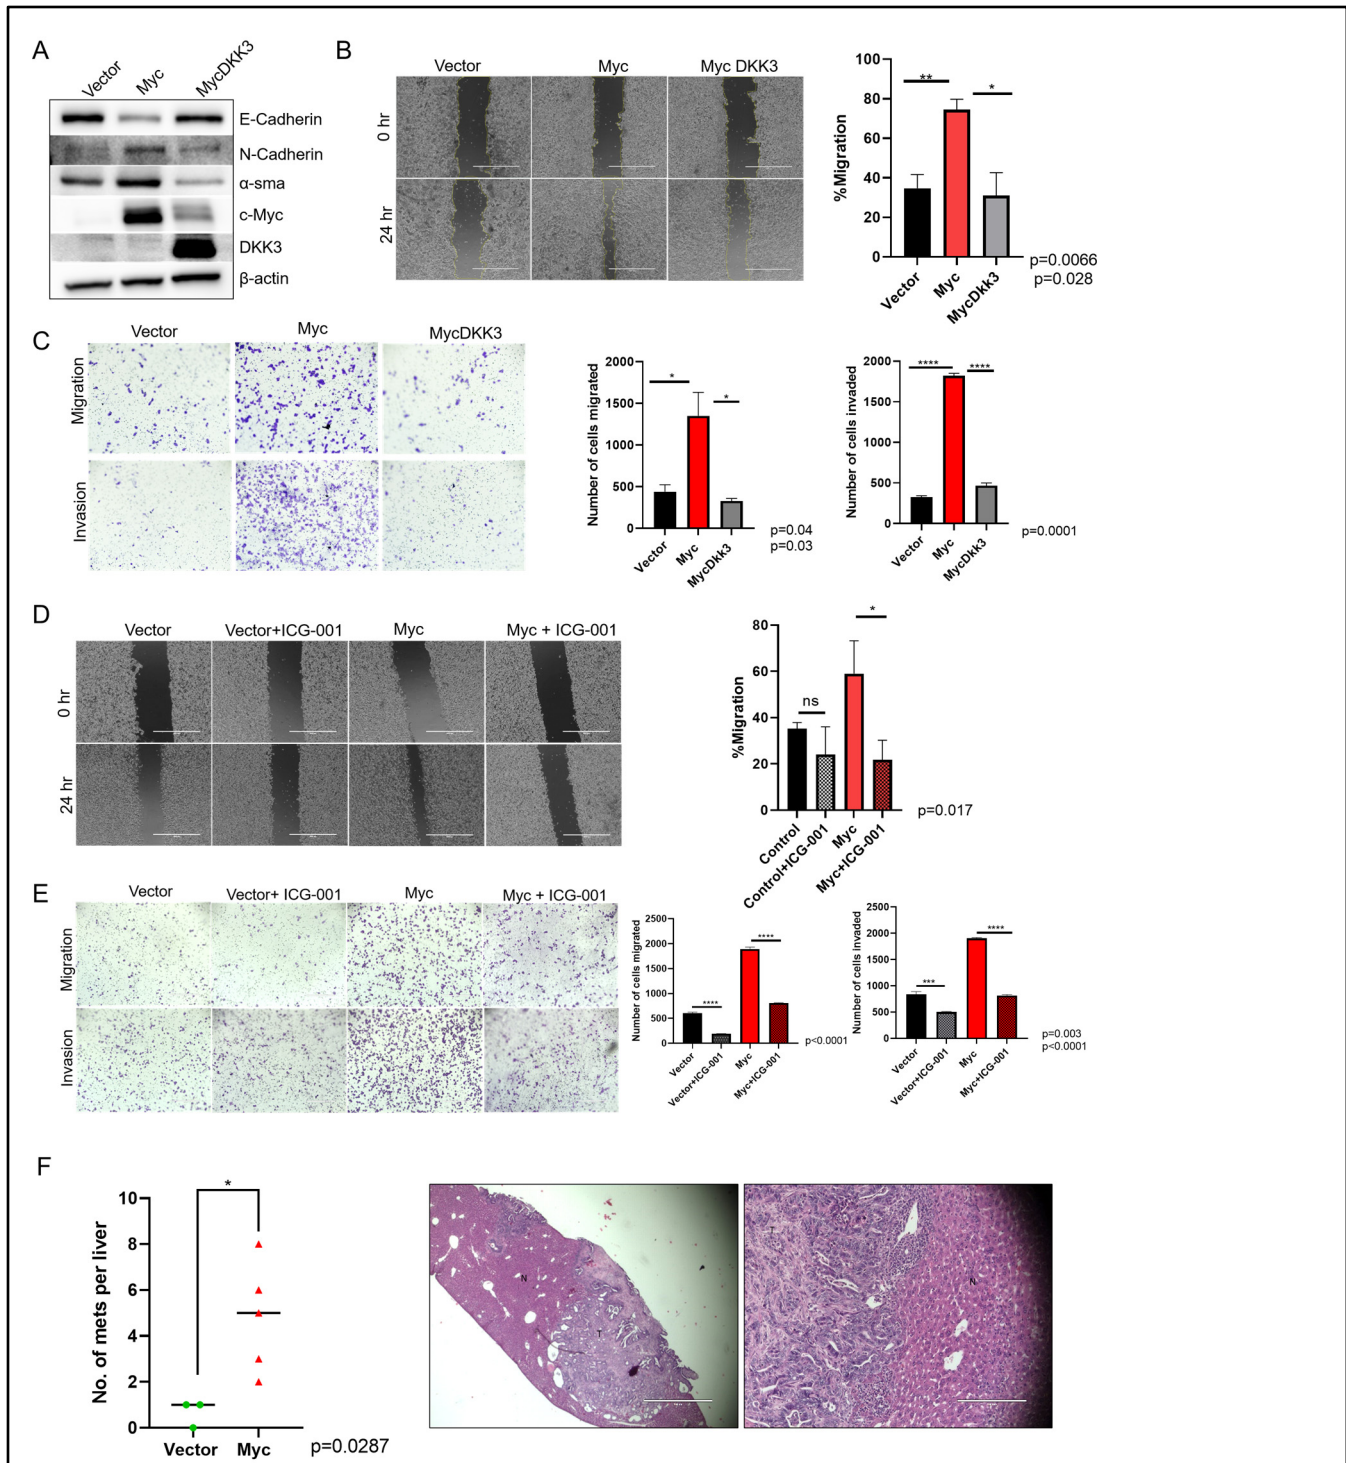 A
Vector
Myc
MycDKK3
E-Cadherin
N-Cadherin
α-sma
c-Myc
DKK3
β-actin
B
Vector
Myc
Myc DKK3
0 hr
24 hr
%Migration
100
80
60
40
20
0
**
*
Vector
Myc
MycDkk3
p=0.0066
p=0.028
C
Vector
Myc
MycDKK3
Migration
Invasion
Number of cells migrated
2000
1500
1000
500
0
*
*
Vector
Myc
MycDKK3
p=0.04
p=0.03
Number of cells invaded
2000
1500
1000
500
0
****
****
Vector
Myc
MycDkk3
p=0.0001
D
Vector
Vector+ICG-001
Myc
Myc + ICG-001
0 hr
24 hr
%Migration
80
60
40
20
0
ns
*
Control
Control+ICG-001
Myc
Myc+ICG-001
p=0.017
E
Vector
Vector+ ICG-001
Myc
Myc + ICG-001
Migration
Invasion
Number of cells migrated
2500
2000
1500
1000
500
0
****
****
Vector
Vector+ICG-001
Myc
Myc+ICG-001
p<0.0001
Number of cells invaded
2500
2000
1500
1000
500
0
***
****
Vector
Vector+ICG-001
Myc
Myc+ICG-001
p=0.003
p<0.0001
F
No. of mets per liver
10
8
6
4
2
0
*
Vector
Myc
p=0.0287
N
T
T
N